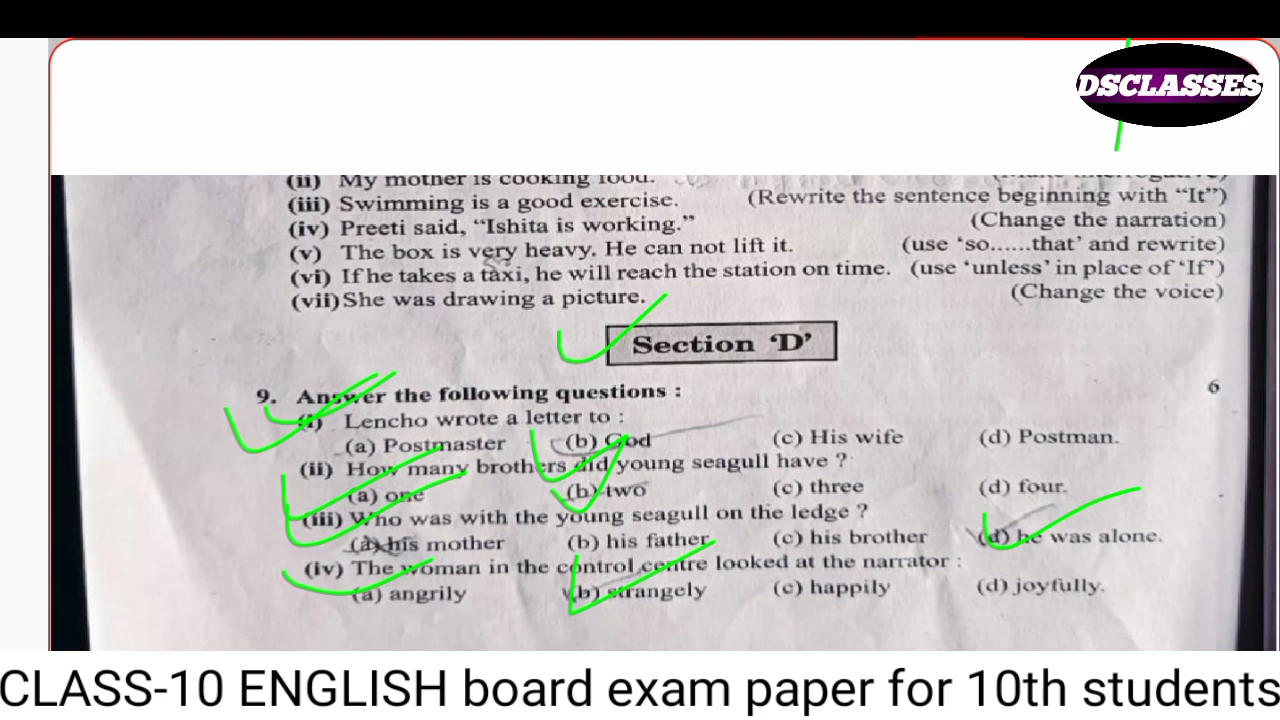 DSCLASSES
(ii) My mother is cooking food.
(iii) Swimming is a good exercise. (Rewrite the sentence beginning with “It”)
(iv) Preeti said, “Ishita is working.” (Change the narration)
(v) The box is very heavy. He can not lift it. (use ‘so......that’ and rewrite)
(vi) If he takes a taxi, he will reach the station on time. (use ‘unless’ in place of ‘If’)
(vii) She was drawing a picture. (Change the voice)
Section ‘D’
9. Answer the following questions : 6
(i) Lencho wrote a letter to :
(a) Postmaster (b) God (c) His wife (d) Postman.
(ii) How many brothers did young seagull have ?
(a) one (b) two (c) three (d) four.
(iii) Who was with the young seagull on the ledge ?
(a) his mother (b) his father (c) his brother (d) he was alone.
(iv) The woman in the control centre looked at the narrator :
(a) angrily (b) strangely (c) happily (d) joyfully.
CLASS-10 ENGLISH board exam paper for 10th students